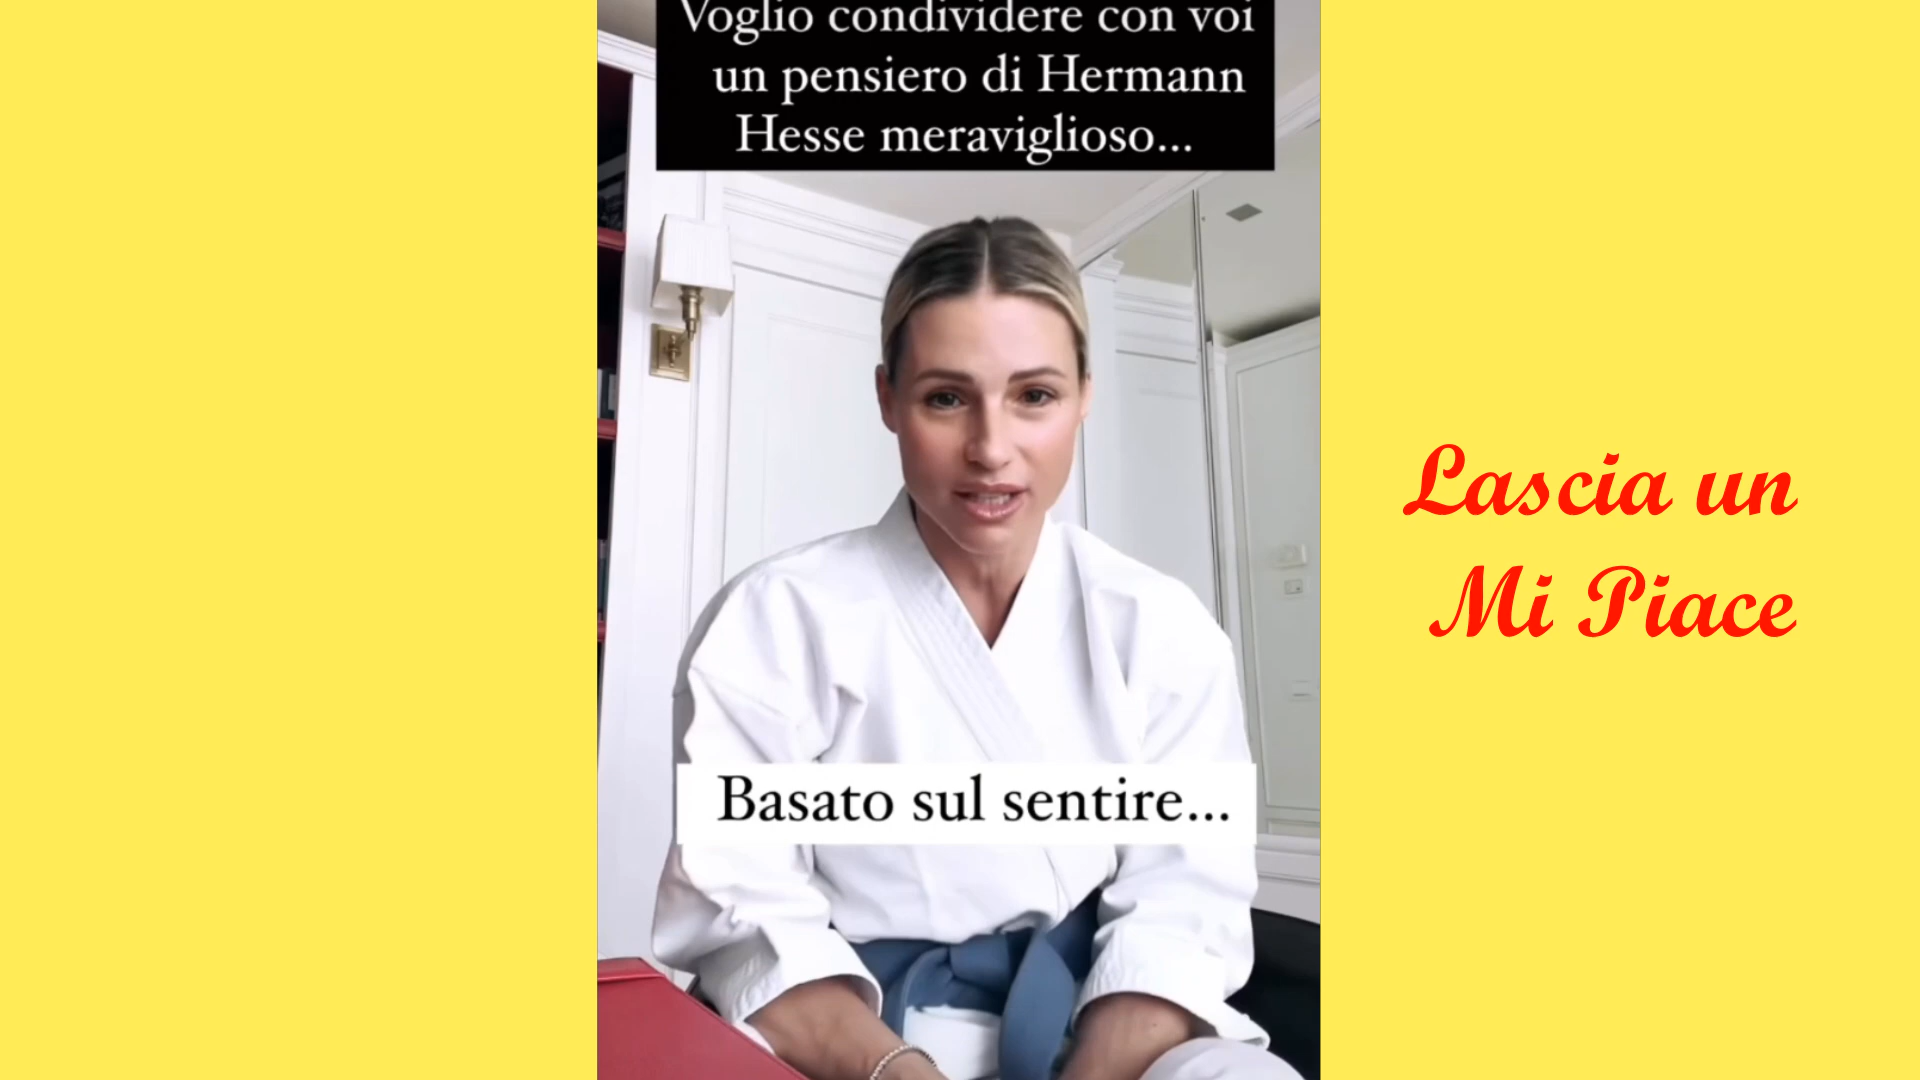 Voglio condividere con voi
un pensiero di Hermann
Hesse meraviglioso...
Basato sul sentire...
Lascia un
Mi Piace